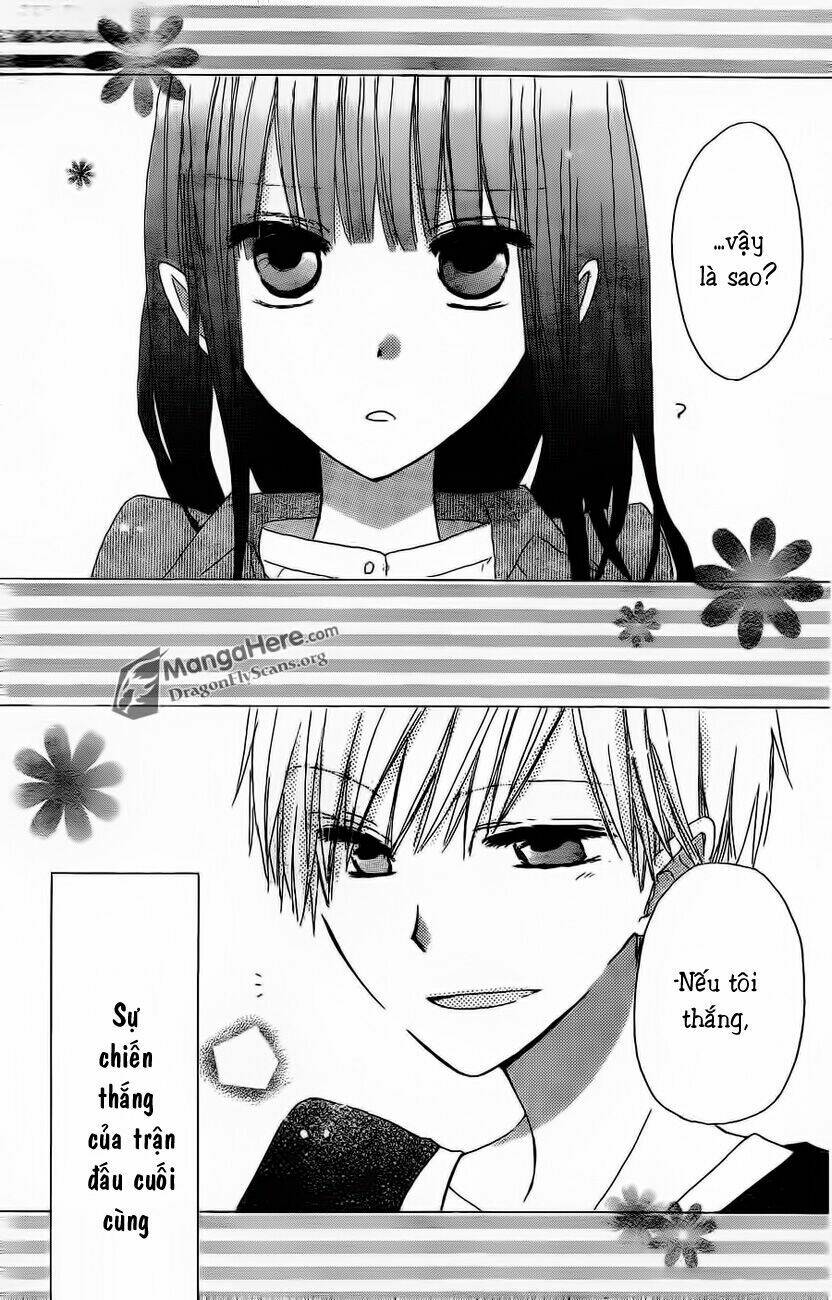 ...vậy
là sao?
?
MangaHere.com
DragonFlyScans.org
-Nếu tôi
thắng,
Sự
chiến
thắng
của trận
đấu cuối
cùng